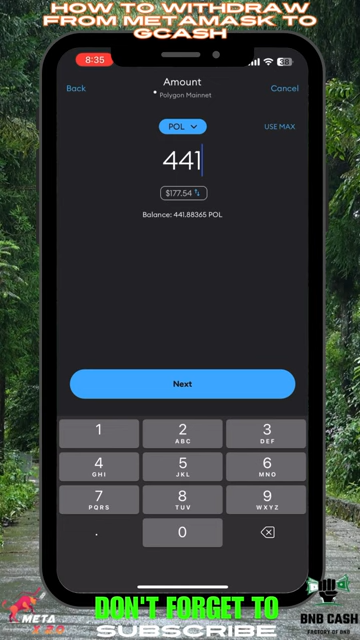 HOW TO WITHDRAW
FROM METAMASK TO
GCASH
8:35
38
Back
Amount
Cancel
Polygon Mainnet
POL
USE MAX
441
$177.54
Balance: 441.88365 POL
Next
1
2
ABC
3
DEF
4
GHI
5
JKL
6
MNO
7
PQRS
8
TUV
9
WXYZ
.
0
DON'T FORGET TO
SUBSCRIBE
META
BNB CASH